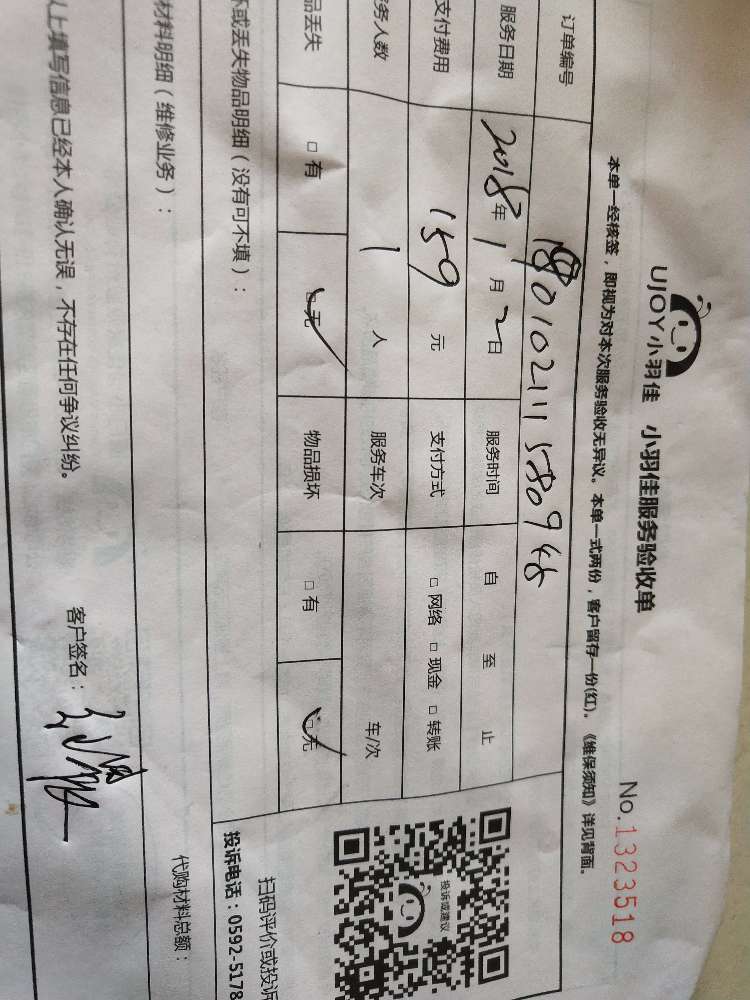 UJOY小羽佳 小羽佳服务验收单
No.1323518
本单一经核签，即视为对本次服务验收无异议。本单一式两份，客户留存一份(红)。《维保须知》详见背面。
订单编号
服务日期 2018年1月2日 服务时间 自 至 止
支付费用 159元 支付方式 □网络 □现金 □转账
务人数 1人 服务车次 车/次
品丢失 □有 □无 物品损坏 □有 □无
坏或丢失物品明细（没有可不填）：
材料明细（维修业务）：
代购材料总额：
投诉或建议
扫码评价或投诉
投诉电话：0592-5178
以上填写信息已经本人确认无误，不存在任何争议纠纷。
客户签名：